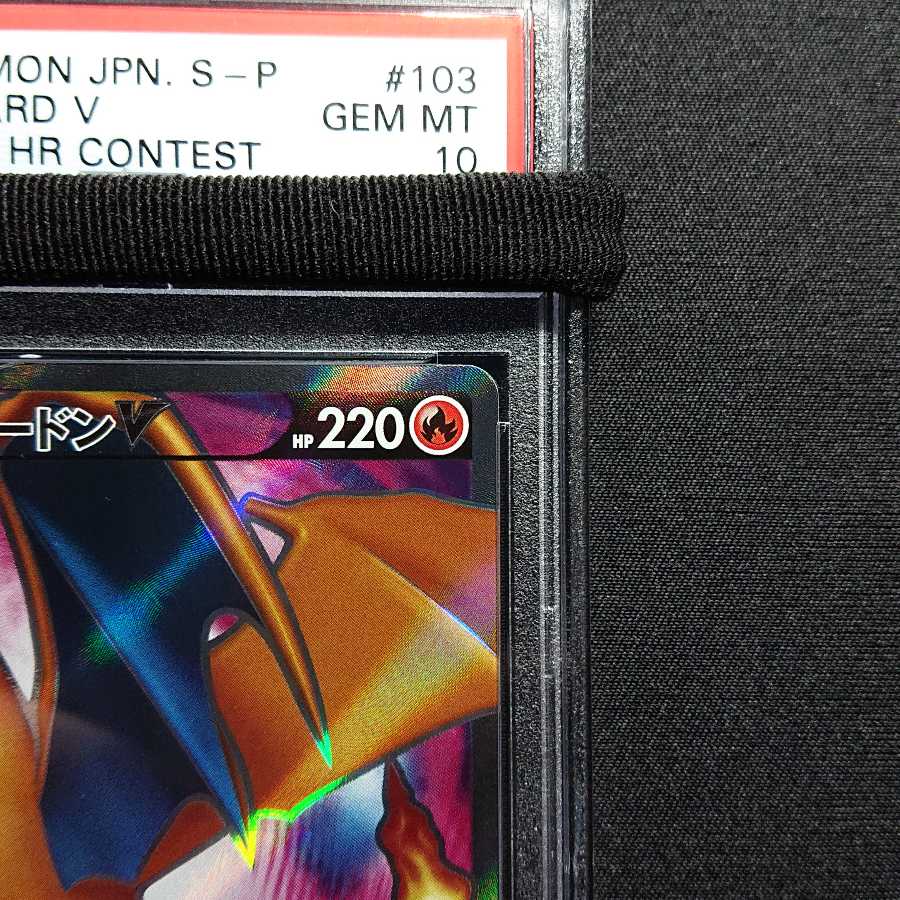 MON JPN. S-P #103
ARD V GEM MT
HR CONTEST 10
ードンV HP 220